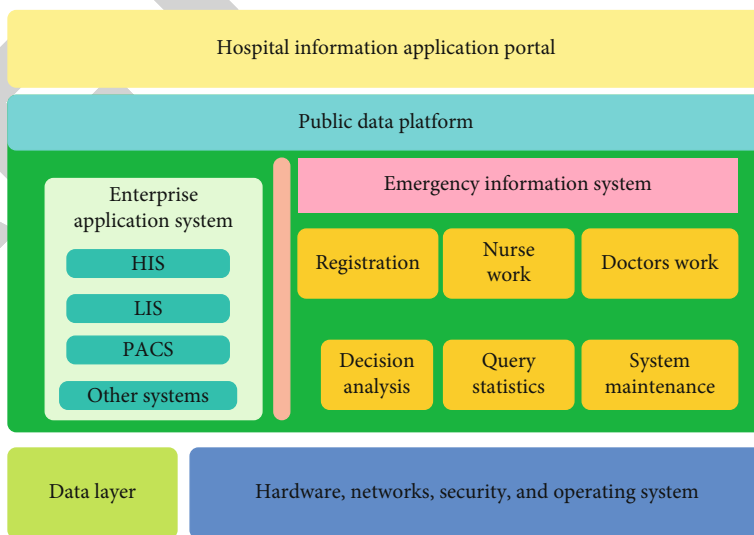 Hospital information application portal
Public data platform
Enterprise
application system
HIS
LIS
PACS
Other systems
Emergency information system
Registration
Nurse
work
Doctors work
Decision
analysis
Query
statistics
System
maintenance
Data layer
Hardware, networks, security, and operating system